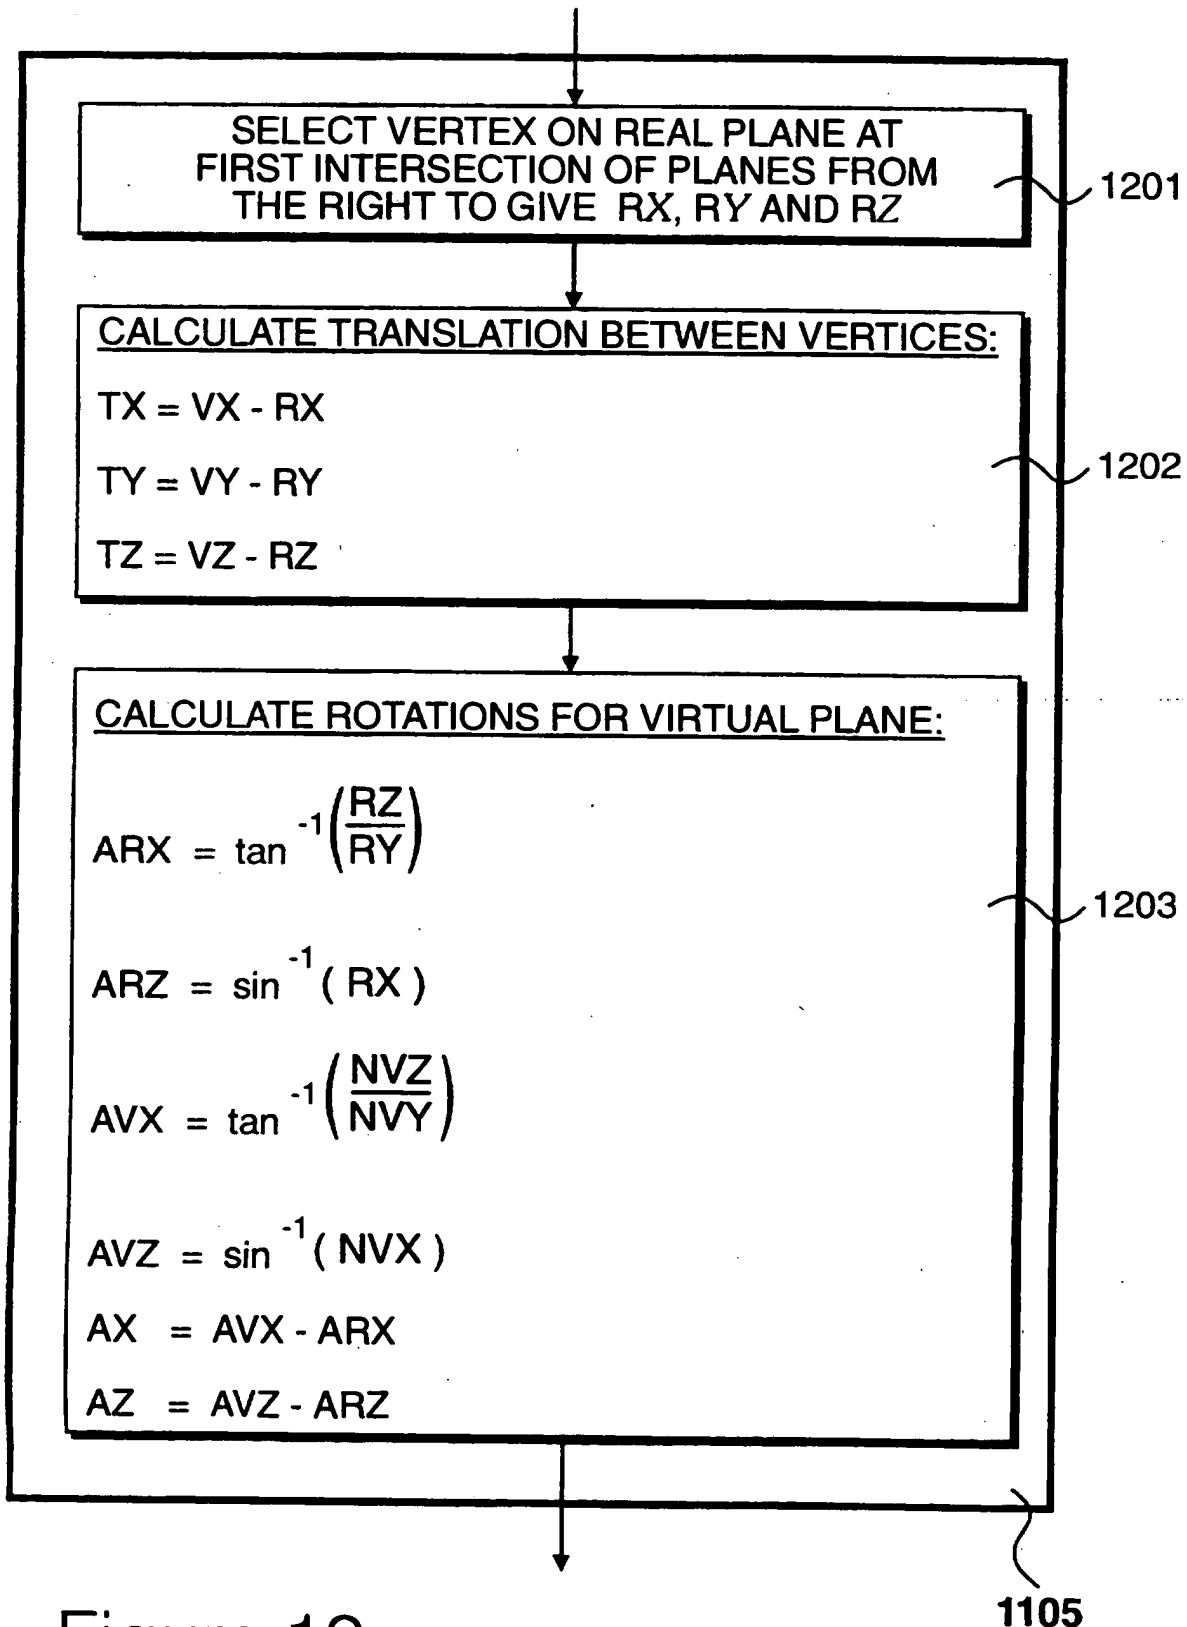 SELECT VERTEX ON REAL PLANE AT
FIRST INTERSECTION OF PLANES FROM
THE RIGHT TO GIVE RX, RY AND RZ
1201
CALCULATE TRANSLATION BETWEEN VERTICES:
TX = VX - RX
TY = VY - RY
1202
TZ = VZ - RZ
CALCULATE ROTATIONS FOR VIRTUAL PLANE:
ARX = tan -1 (RZ/RY)
1203
ARZ = sin -1 ( RX )
AVX = tan -1 (NVZ/NVY)
AVZ = sin -1 ( NVX )
AX = AVX - ARX
AZ = AVZ - ARZ
1105